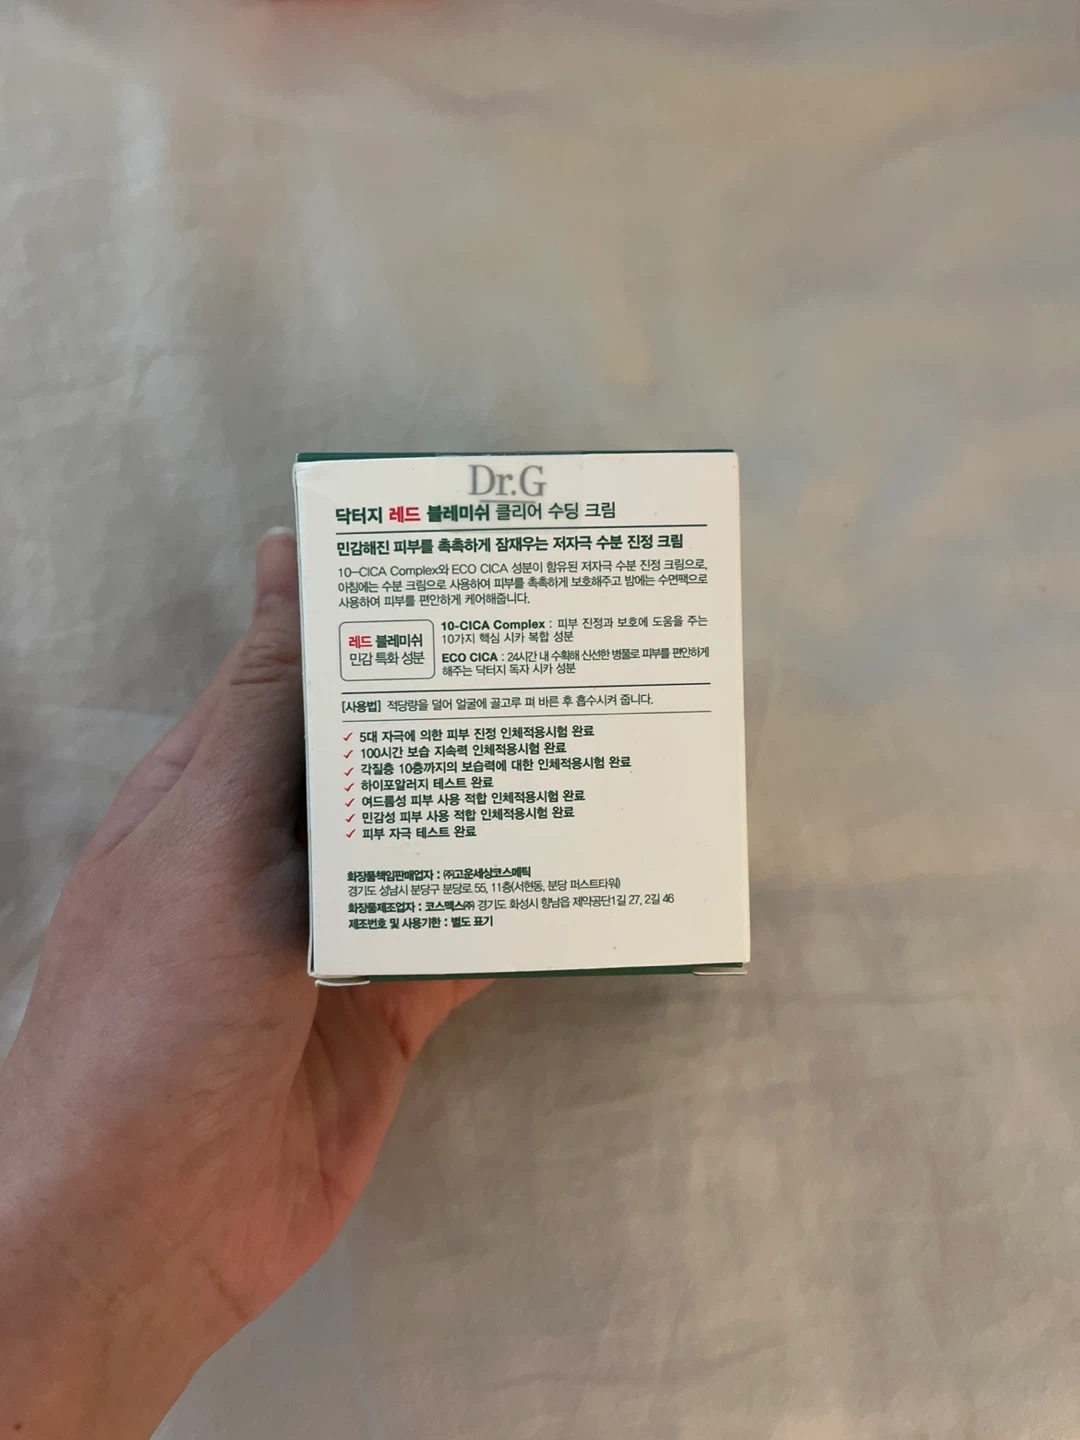 Dr.G
닥터지 레드 블레미쉬 클리어 수딩 크림
민감해진 피부를 촉촉하게 잠재우는 저자극 수분 진정 크림
10-CICA Complex와 ECO CICA 성분이 함유된 저자극 수분 진정 크림으로,
아침에는 수분 크림으로 사용하여 피부를 촉촉하게 보호해주고 밤에는 수면팩으로
사용하여 피부를 편안하게 케어해줍니다.
레드 블레미쉬
민감 특화 성분
10-CICA Complex : 피부 진정과 보호에 도움을 주는
10가지 핵심 시카 복합 성분
ECO CICA : 24시간 내 수확해 신선한 병풀로 피부를 편안하게
해주는 닥터지 독자 시카 성분
[사용법] 적당량을 덜어 얼굴에 골고루 펴 바른 후 흡수시켜 줍니다.
5대 자극에 의한 피부 진정 인체적용시험 완료
100시간 보습 지속력 인체적용시험 완료
각질층 10층까지의 보습력에 대한 인체적용시험 완료
하이포알러지 테스트 완료
여드름성 피부 사용 적합 인체적용시험 완료
민감성 피부 사용 적합 인체적용시험 완료
피부 자극 테스트 완료
화장품책임판매업자 : ㈜고운세상코스메틱
경기도 성남시 분당구 분당로 55, 11층(서현동, 분당 퍼스트타워)
화장품제조업자 : 코스맥스㈜ 경기도 화성시 향남읍 제약공단1길 27, 2길 46
제조번호 및 사용기한 : 별도 표기